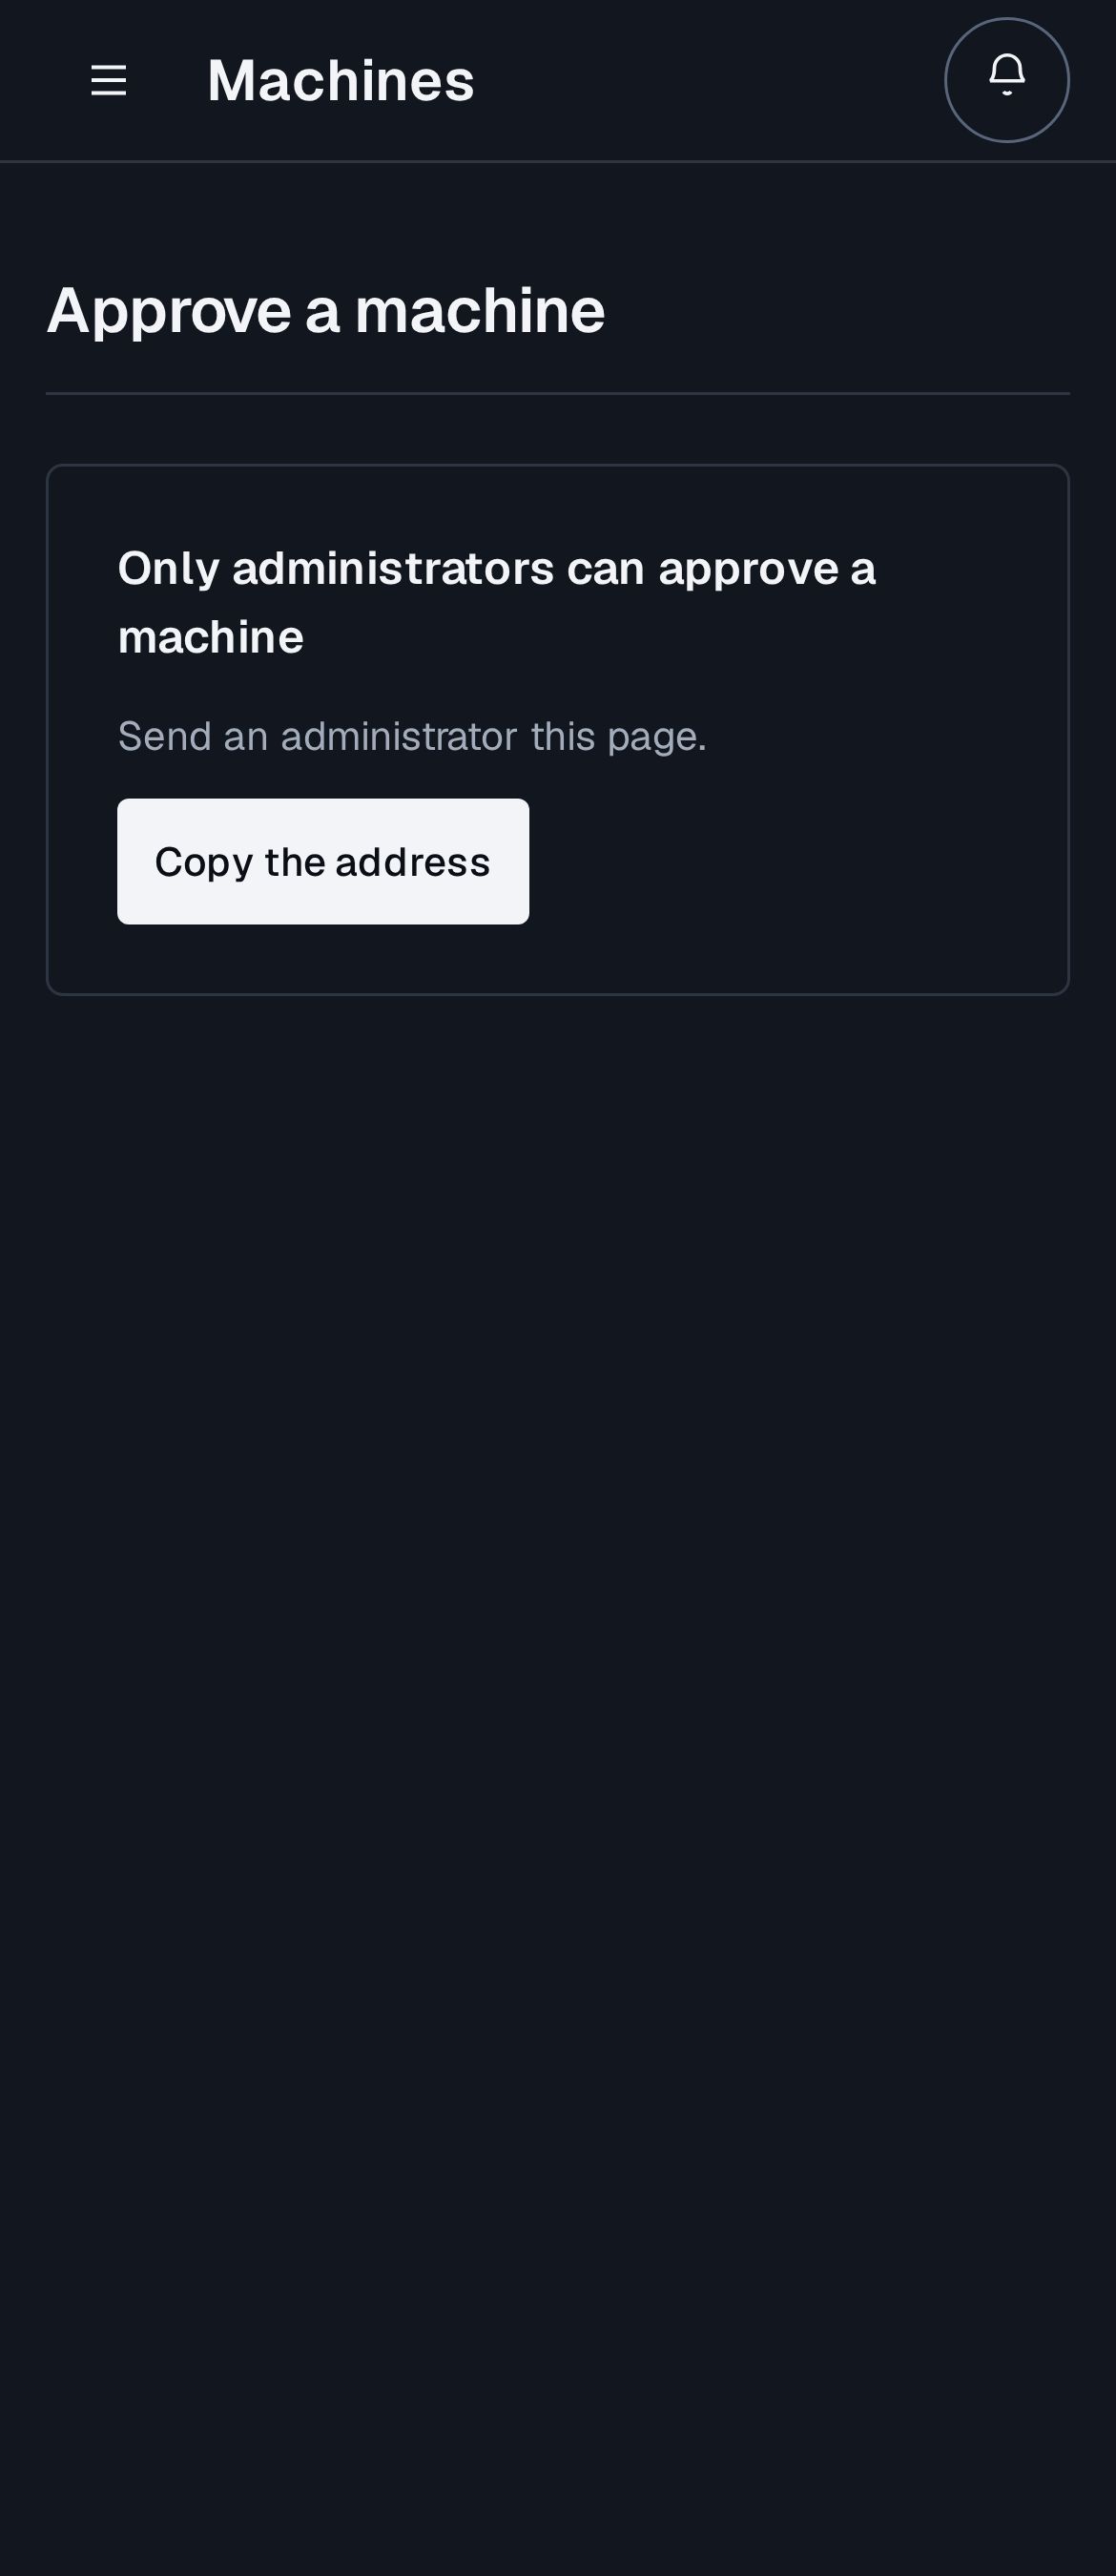 Machines
Approve a machine
Only administrators can approve a
machine
Send an administrator this page.
Copy the address